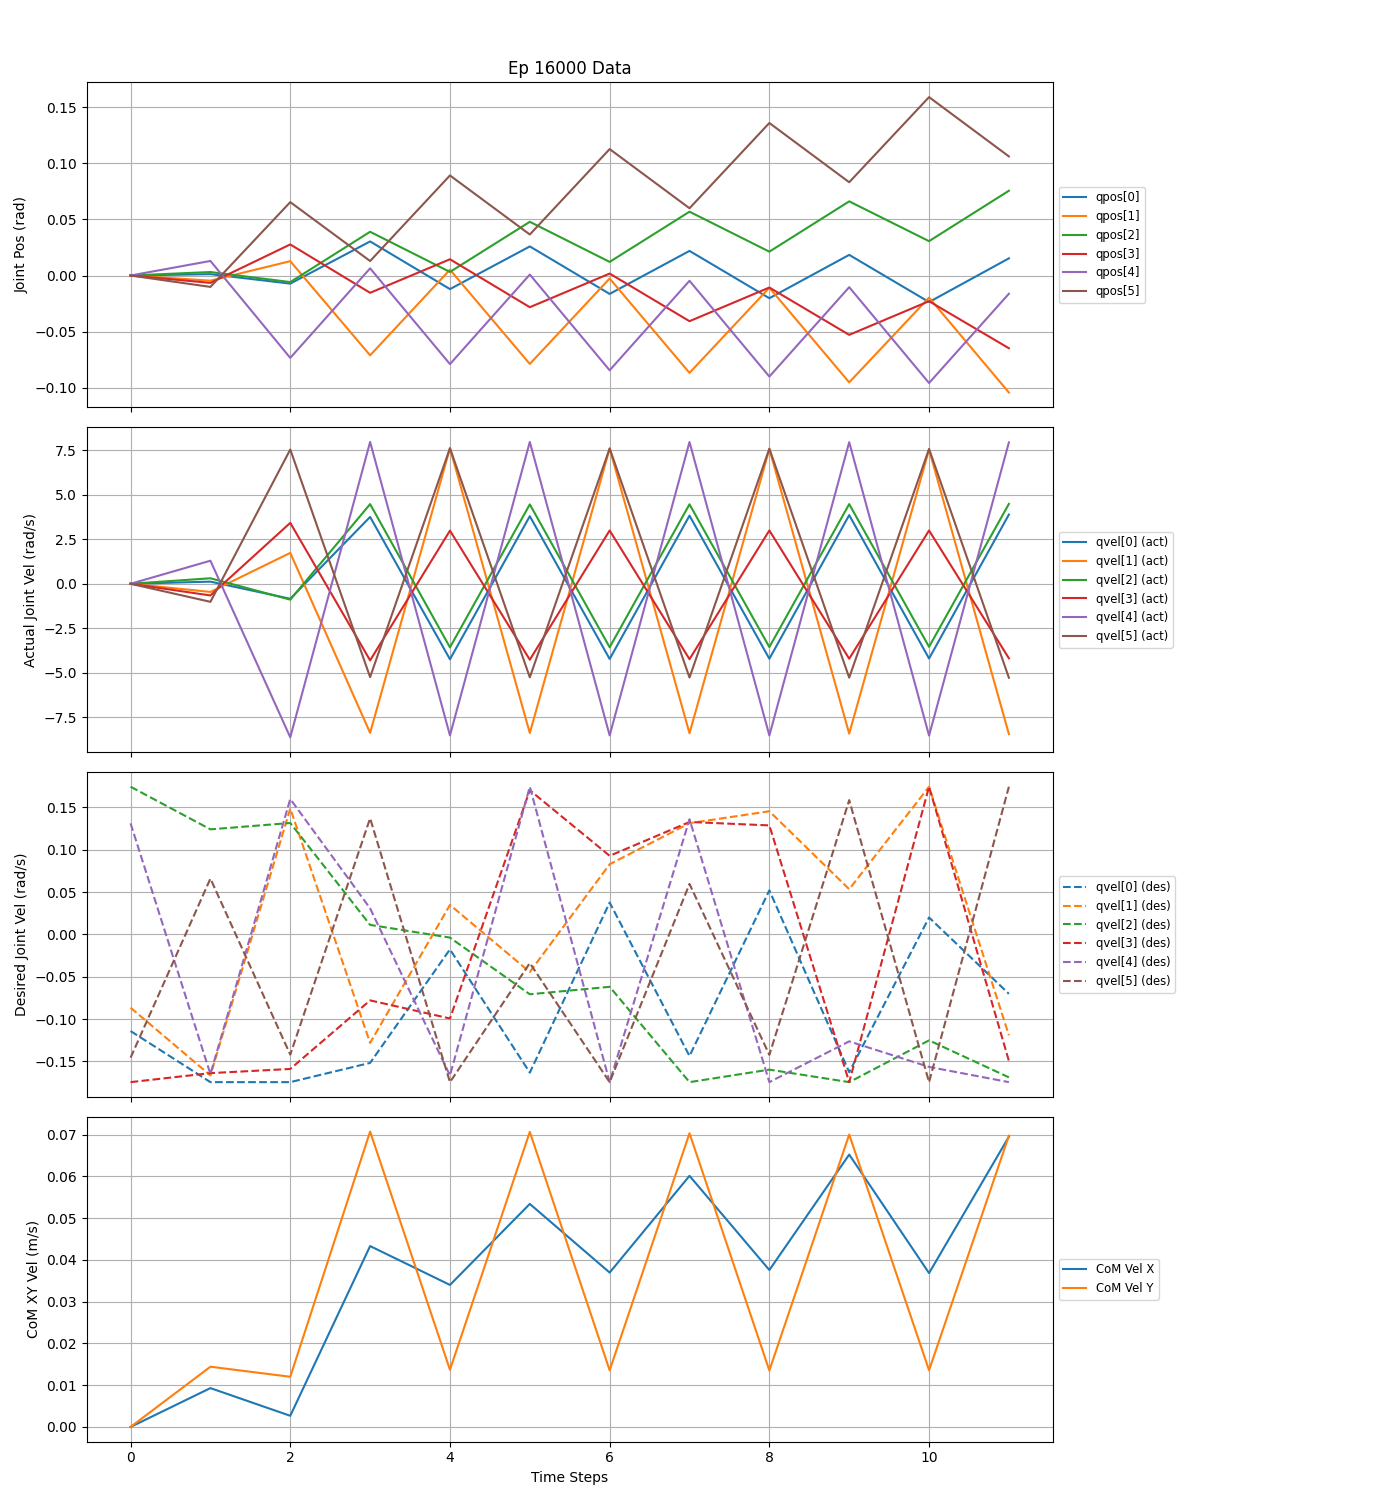 Ep 16000 Data
Joint Pos (rad)
0.15
0.10
0.05
0.00
−0.05
−0.10
qpos[0]
qpos[1]
qpos[2]
qpos[3]
qpos[4]
qpos[5]
Actual Joint Vel (rad/s)
7.5
5.0
2.5
0.0
−2.5
−5.0
−7.5
qvel[0] (act)
qvel[1] (act)
qvel[2] (act)
qvel[3] (act)
qvel[4] (act)
qvel[5] (act)
Desired Joint Vel (rad/s)
0.15
0.10
0.05
0.00
−0.05
−0.10
−0.15
qvel[0] (des)
qvel[1] (des)
qvel[2] (des)
qvel[3] (des)
qvel[4] (des)
qvel[5] (des)
CoM XY Vel (m/s)
0.07
0.06
0.05
0.04
0.03
0.02
0.01
0.00
CoM Vel X
CoM Vel Y
0 2 4 6 8 10
Time Steps